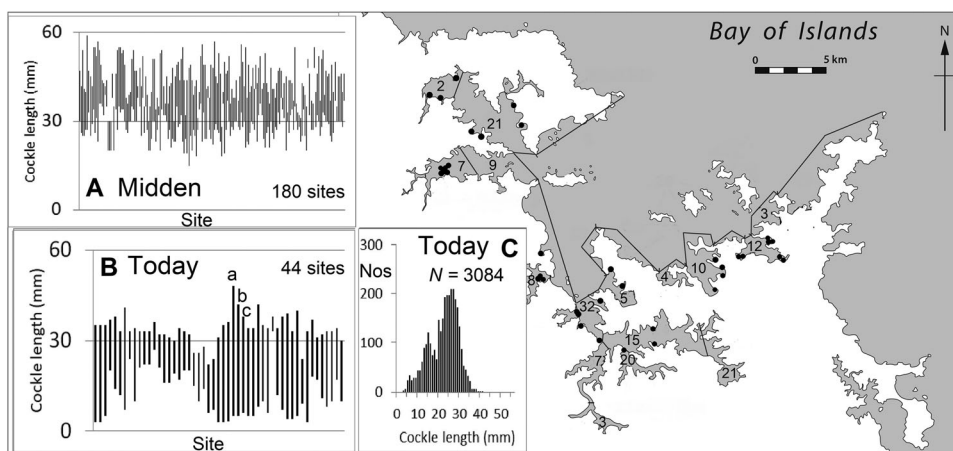 60
Cockle length (mm)
30
A Midden
180 sites
0
Site
60
B Today
44 sites
Cockle length (mm)
a
b
c
30
0
Site
300
Nos
Today C
N = 3084
200
100
0
0 10 20 30 40 50
Cockle length (mm)
Bay of Islands
N
0 5 km
2
21
7
9
8
32
5
4
10
3
12
15
7
20
21
3